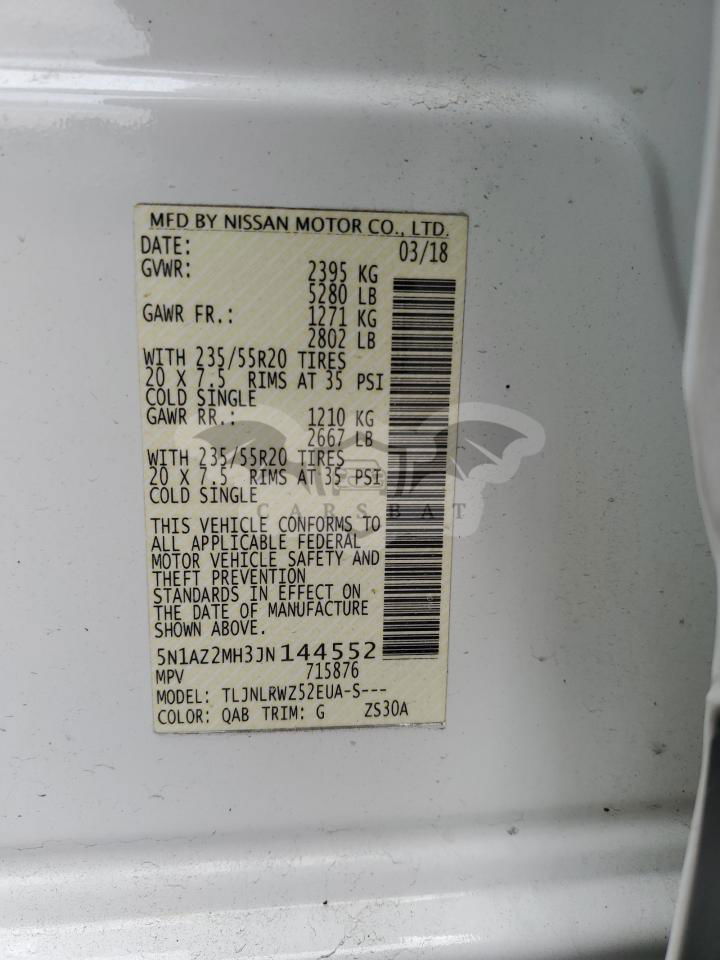 MFD BY NISSAN MOTOR CO., LTD.
DATE: 03/18
GVWR: 2395 KG
5280 LB
GAWR FR.: 1271 KG
2802 LB
WITH 235/55R20 TIRES
20 X 7.5 RIMS AT 35 PSI
COLD SINGLE
GAWR RR.: 1210 KG
2667 LB
WITH 235/55R20 TIRES
20 X 7.5 RIMS AT 35 PSI
COLD SINGLE
CARSBAT
THIS VEHICLE CONFORMS TO
ALL APPLICABLE FEDERAL
MOTOR VEHICLE SAFETY AND
THEFT PREVENTION
STANDARDS IN EFFECT ON
THE DATE OF MANUFACTURE
SHOWN ABOVE.
5N1AZ2MH3JN144552
MPV 715876
MODEL: TLJNLRWZ52EUA-S---
COLOR: QAB TRIM: G ZS30A